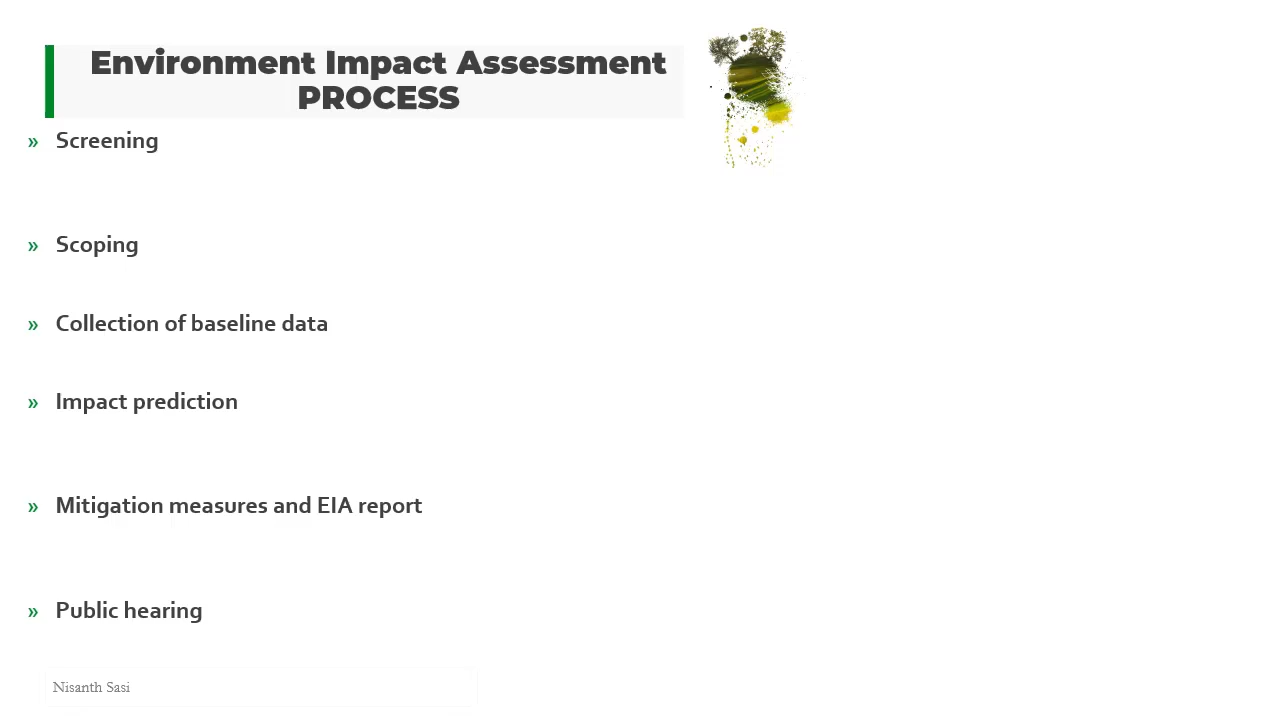 Environment Impact Assessment
PROCESS
» Screening
» Scoping
» Collection of baseline data
» Impact prediction
» Mitigation measures and EIA report
» Public hearing
Nisanth Sasi